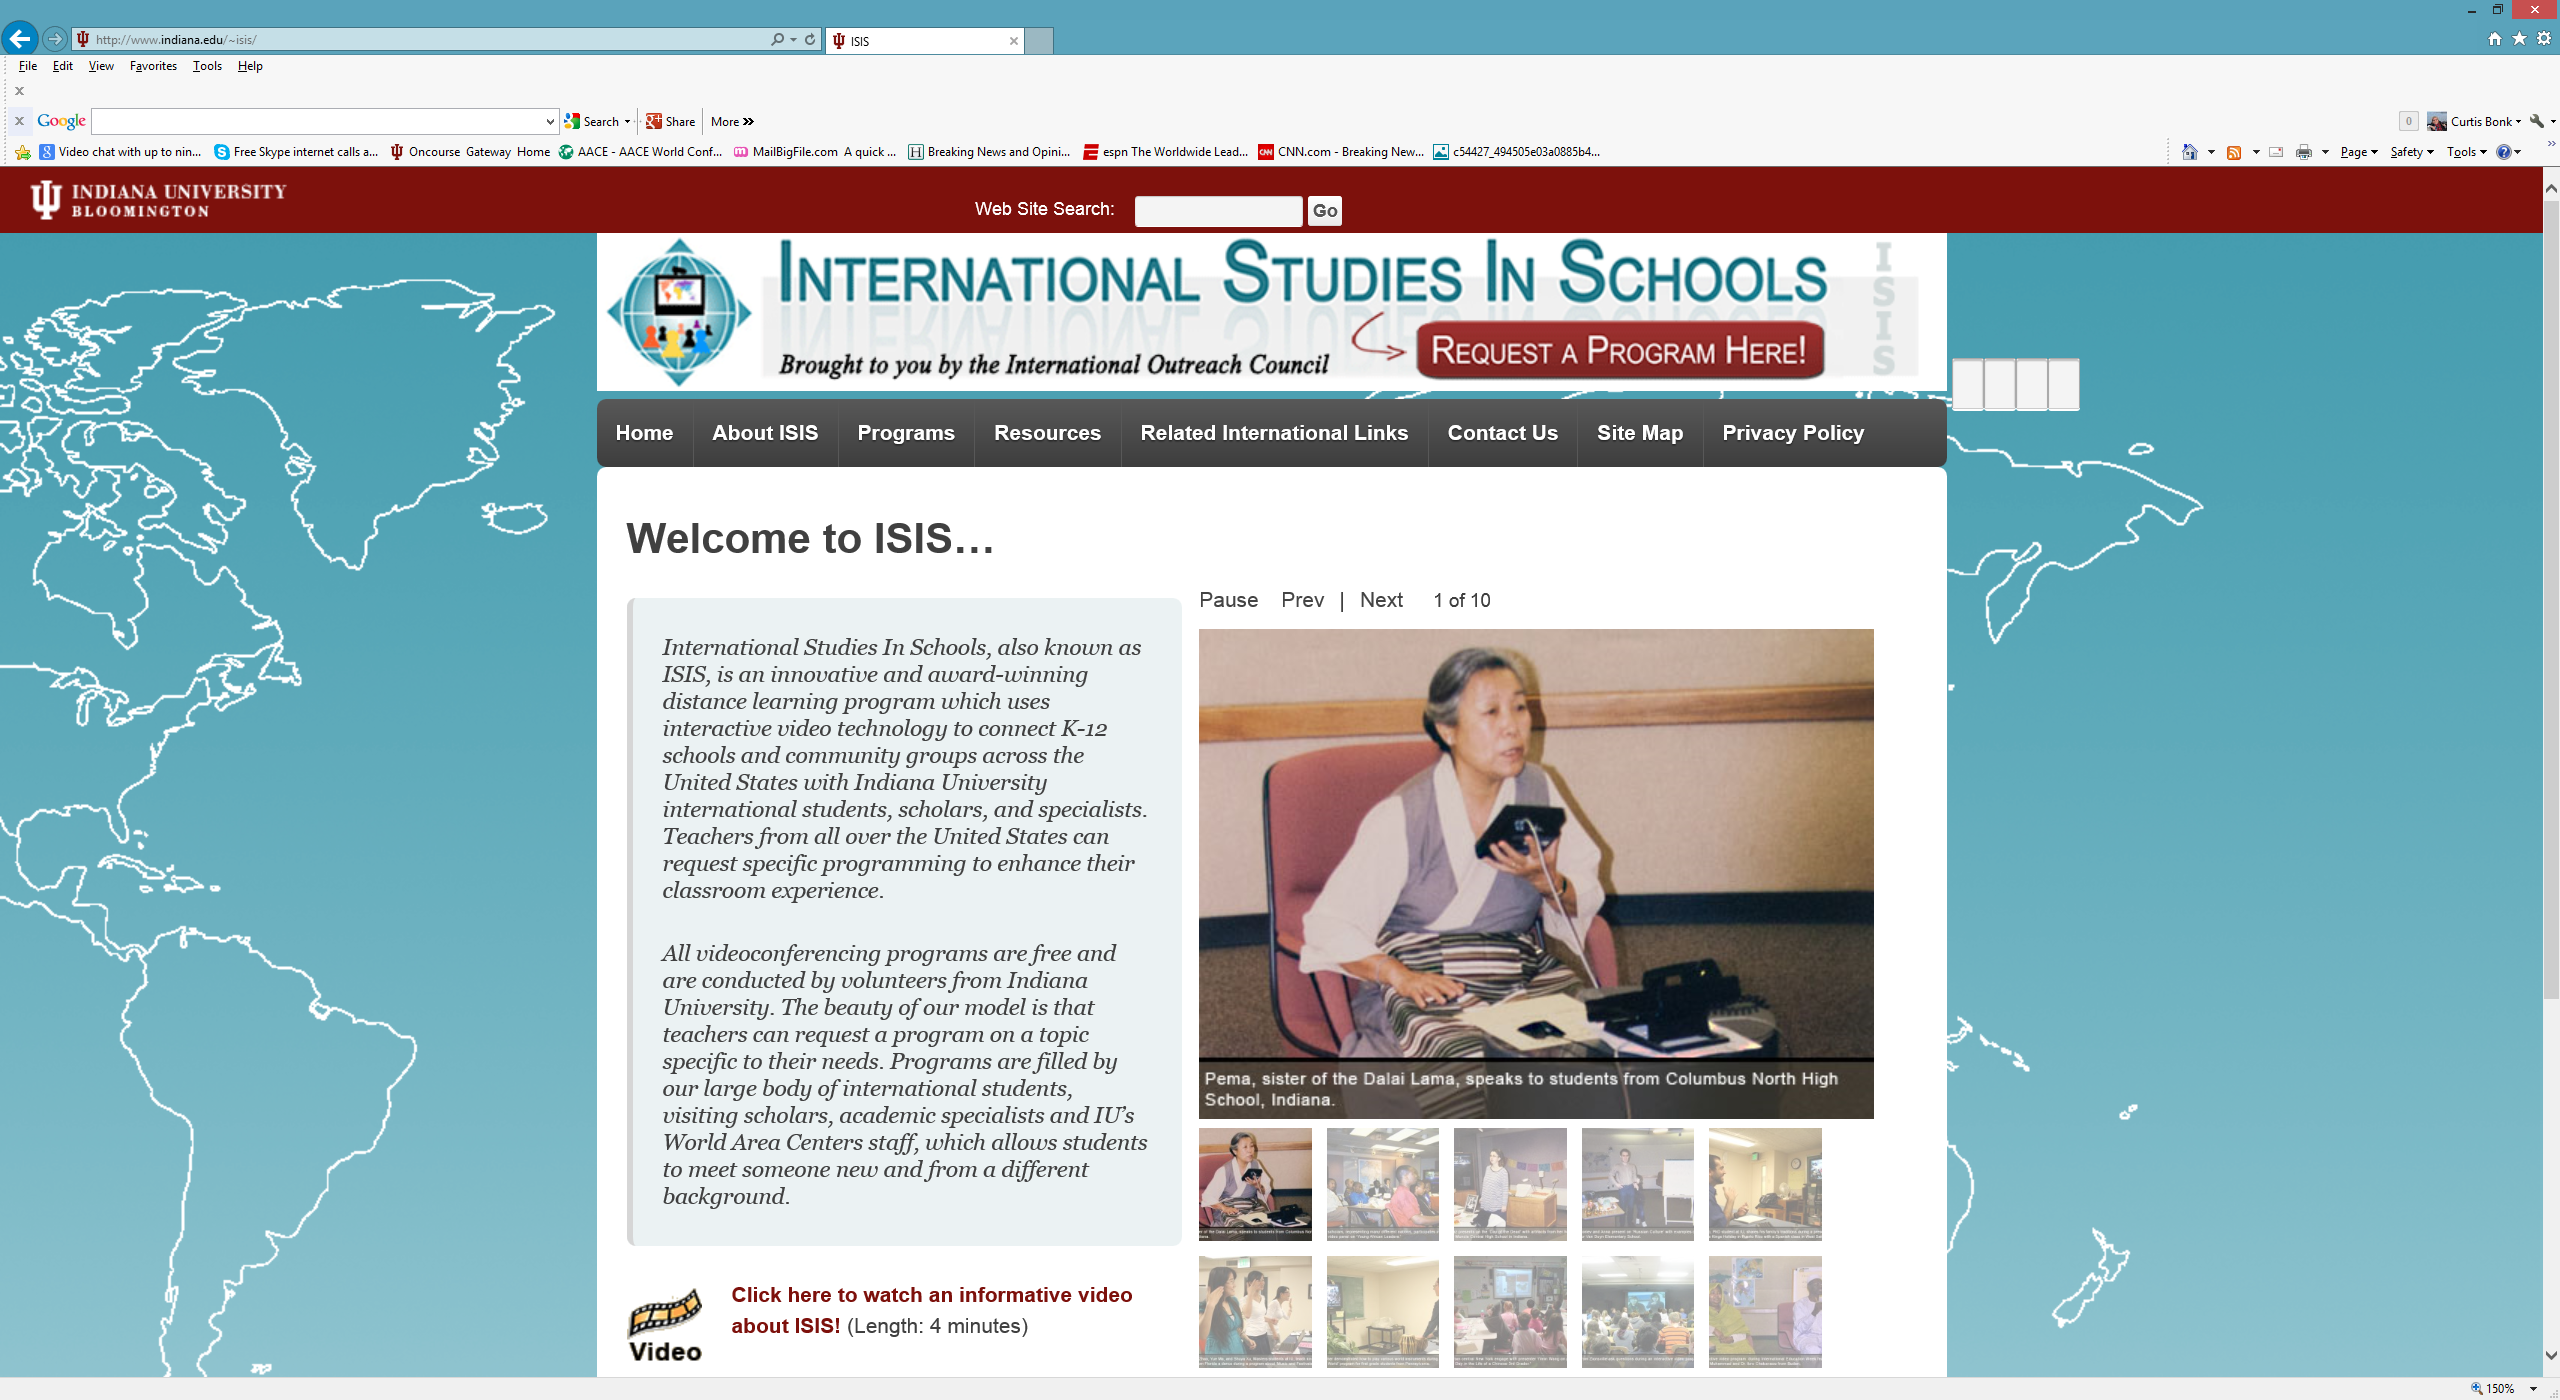 http://www.indiana.edu/~isis/
ISIS
File Edit View Favorites Tools Help
Google
Search
Share
More
0
Curtis Bonk
Video chat with up to nin...
Free Skype internet calls a...
Oncourse Gateway Home
AACE - AACE World Conf...
MailBigFile.com A quick ...
Breaking News and Opini...
espn The Worldwide Lead...
CNN.com - Breaking New...
c54427_494505e03a0885b4...
Page Safety Tools
INDIANA UNIVERSITY
BLOOMINGTON
Web Site Search:
Go
INTERNATIONAL STUDIES IN SCHOOLS
ISIS
REQUEST A PROGRAM HERE!
Brought to you by the International Outreach Council
Home About ISIS Programs Resources Related International Links Contact Us Site Map Privacy Policy
Welcome to ISIS…
International Studies In Schools, also known as
ISIS, is an innovative and award-winning
distance learning program which uses
interactive video technology to connect K-12
schools and community groups across the
United States with Indiana University
international students, scholars, and specialists.
Teachers from all over the United States can
request specific programming to enhance their
classroom experience.
All videoconferencing programs are free and
are conducted by volunteers from Indiana
University. The beauty of our model is that
teachers can request a program on a topic
specific to their needs. Programs are filled by
our large body of international students,
visiting scholars, academic specialists and IU’s
World Area Centers staff, which allows students
to meet someone new and from a different
background.
Video
Click here to watch an informative video
about ISIS! (Length: 4 minutes)
Pause Prev | Next 1 of 10
Pema, sister of the Dalai Lama, speaks to students from Columbus North High
School, Indiana.
150%